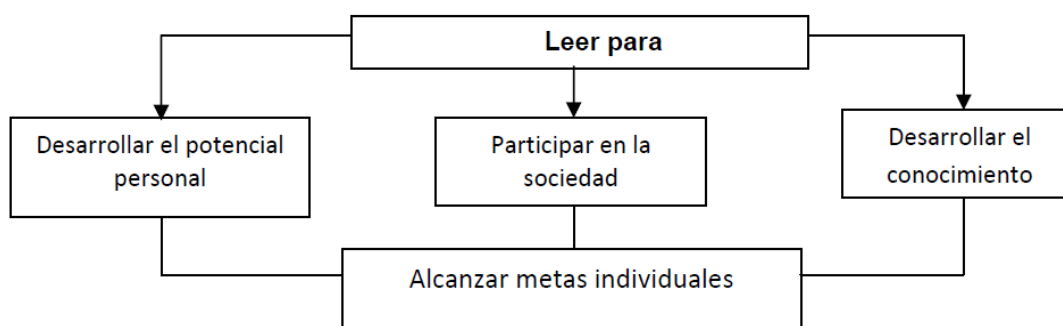 Leer para
Desarrollar el potencial
personal
Participar en la
sociedad
Desarrollar el
conocimiento
Alcanzar metas individuales